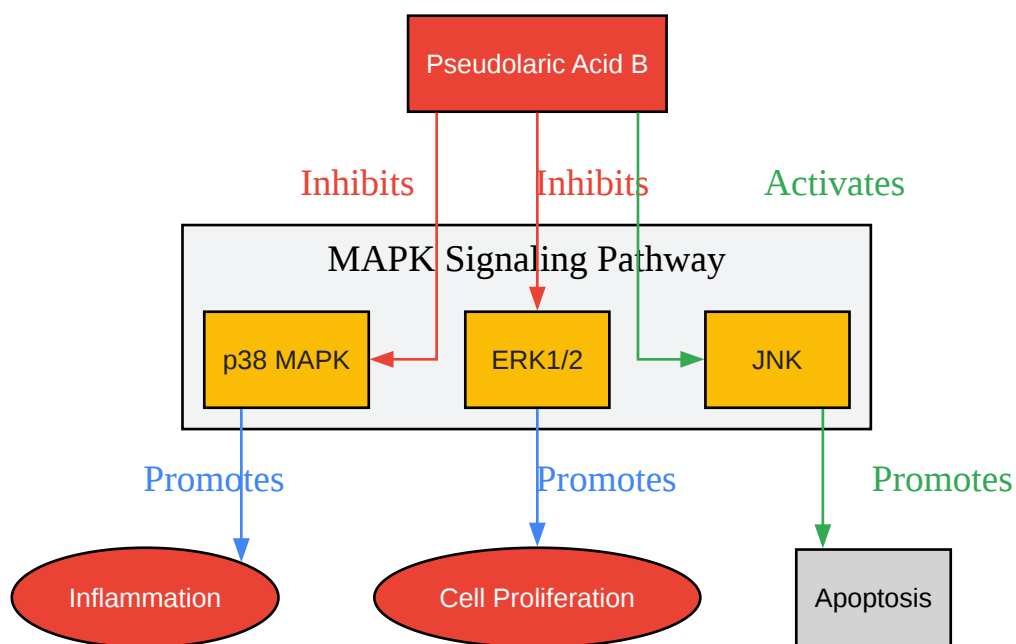 Pseudolaric Acid B
Inhibits
Inhibits
Activates
MAPK Signaling Pathway
p38 MAPK
ERK1/2
JNK
Promotes
Promotes
Promotes
Inflammation
Cell Proliferation
Apoptosis